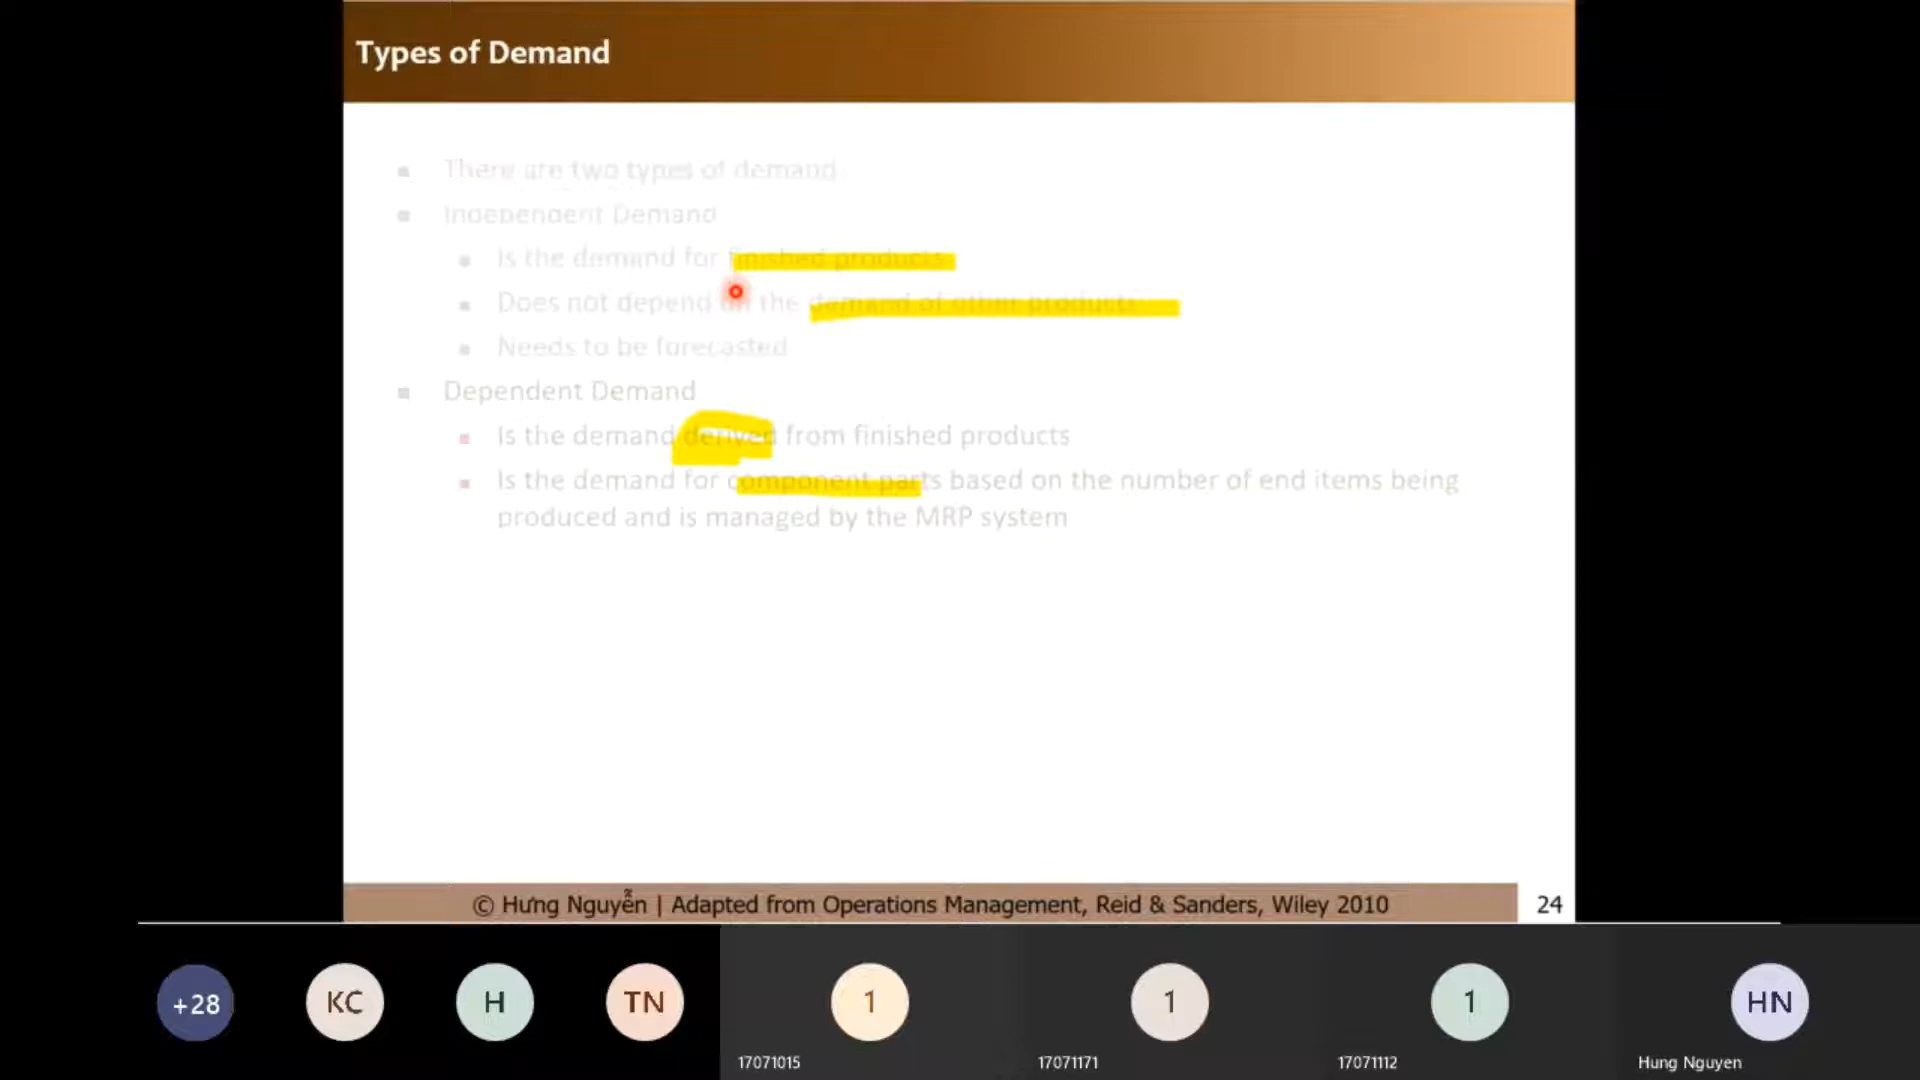 Types of Demand
There are two types of demand
Independent Demand
Is the demand for finished products
Does not depend on the demand of other products
Needs to be forecasted
Dependent Demand
Is the demand derived from finished products
Is the demand for component parts based on the number of end items being
produced and is managed by the MRP system
© Hưng Nguyễn | Adapted from Operations Management, Reid & Sanders, Wiley 2010
24
+28
KC
H
TN
1
1
1
HN
17071015
17071171
17071112
Hung Nguyen